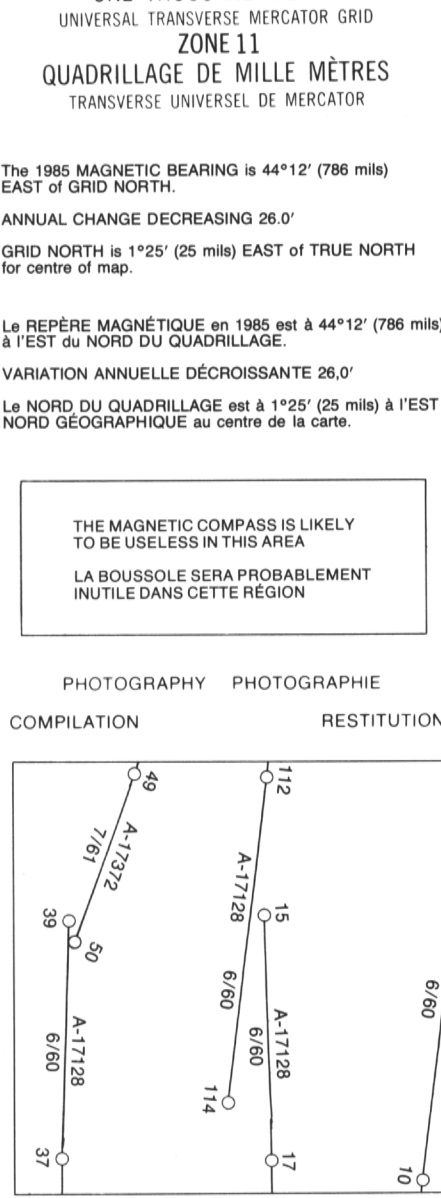 UNIVERSAL TRANSVERSE MERCATOR GRID
ZONE 11
QUADRILLAGE DE MILLE MÈTRES
TRANSVERSE UNIVERSEL DE MERCATOR
The 1985 MAGNETIC BEARING is 44°12′ (786 mils)
EAST of GRID NORTH.
ANNUAL CHANGE DECREASING 26.0′
GRID NORTH is 1°25′ (25 mils) EAST of TRUE NORTH
for centre of map.
Le REPÈRE MAGNÉTIQUE en 1985 est à 44°12′ (786 mils)
à l'EST du NORD DU QUADRILLAGE.
VARIATION ANNUELLE DÉCROISSANTE 26,0′
Le NORD DU QUADRILLAGE est à 1°25′ (25 mils) à l'EST
NORD GÉOGRAPHIQUE au centre de la carte.
THE MAGNETIC COMPASS IS LIKELY
TO BE USELESS IN THIS AREA
LA BOUSSOLE SERA PROBABLEMENT
INUTILE DANS CETTE RÉGION
PHOTOGRAPHY PHOTOGRAPHIE
COMPILATION RESTITUTION
49
A-17372
7/61
50
39
A-17128
6/60
37
112
A-17128
6/60
114
15
A-17128
6/60
17
6/60
10